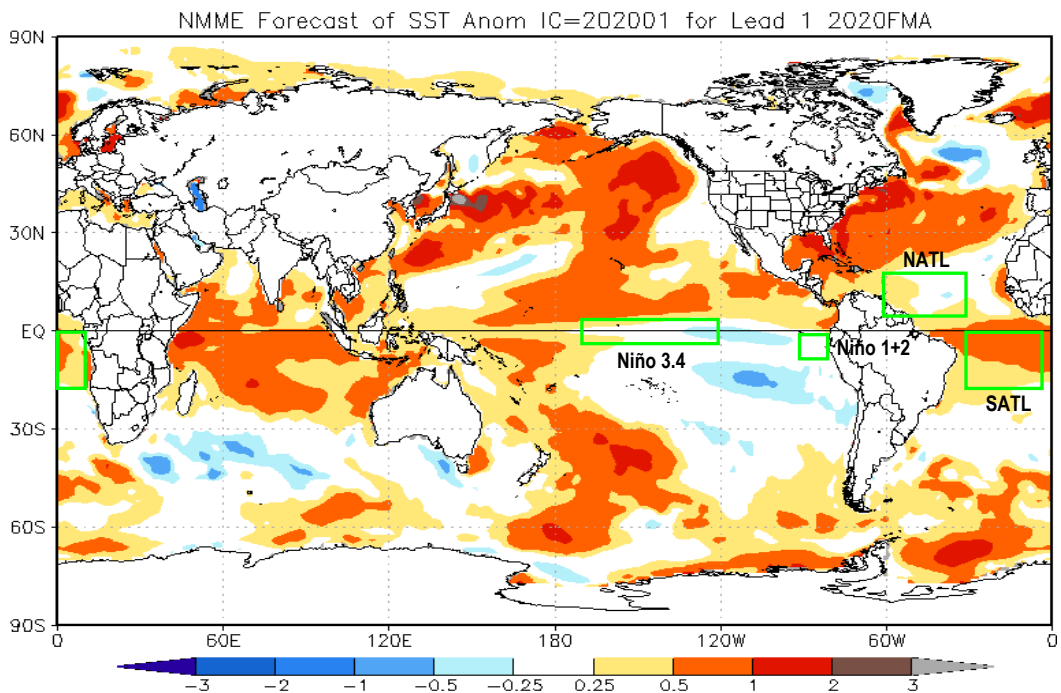 NMME Forecast of SST Anom IC=202001 for Lead 1 2020FMA
90N
60N
30N
EQ
30S
60S
90S
NATL
Niño 3.4
Niño 1+2
SATL
0 60E 120E 180 120W 60W 0
-3 -2 -1 -0.5 -0.25 0.25 0.5 1 2 3